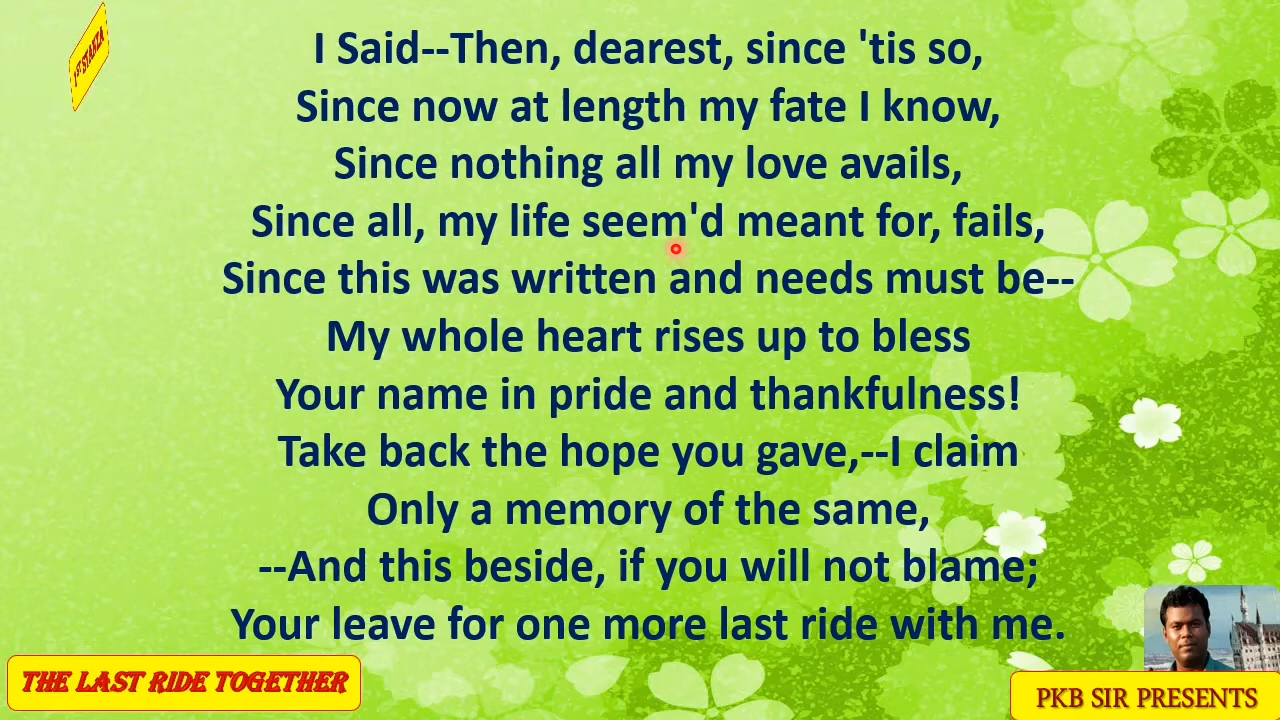 1ST STANZA
I Said--Then, dearest, since 'tis so,
Since now at length my fate I know,
Since nothing all my love avails,
Since all, my life seem'd meant for, fails,
Since this was written and needs must be--
My whole heart rises up to bless
Your name in pride and thankfulness!
Take back the hope you gave,--I claim
Only a memory of the same,
--And this beside, if you will not blame;
Your leave for one more last ride with me.
THE LAST RIDE TOGETHER
PKB SIR PRESENTS